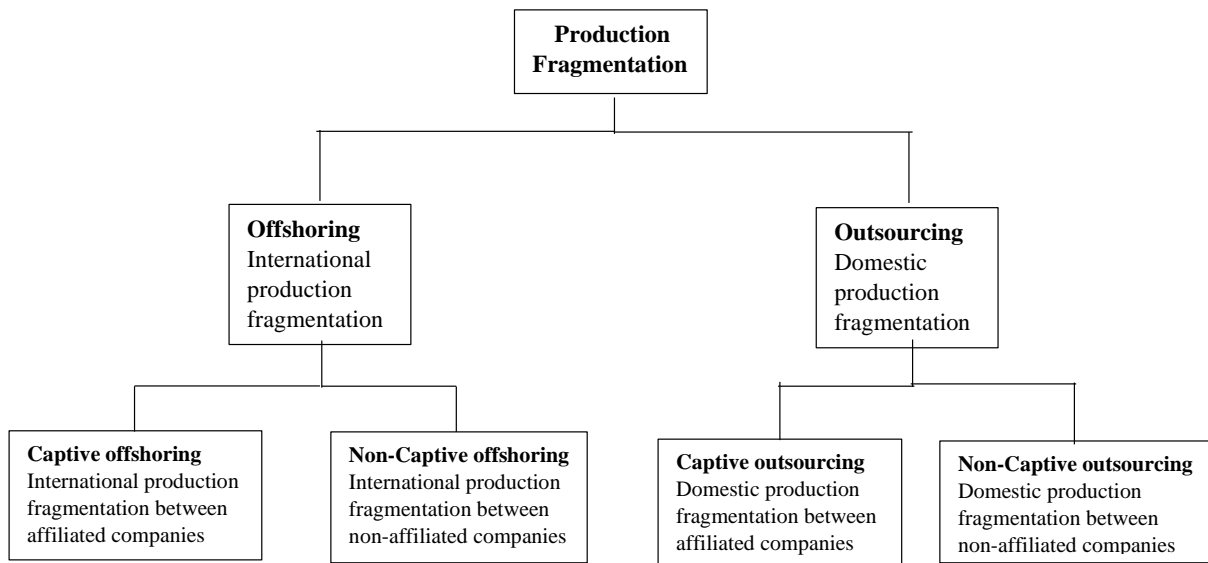 Production
Fragmentation
Offshoring
International
production
fragmentation
Outsourcing
Domestic
production
fragmentation
Captive offshoring
International production
fragmentation between
affiliated companies
Non-Captive offshoring
International production
fragmentation between
non-affiliated companies
Captive outsourcing
Domestic production
fragmentation between
affiliated companies
Non-Captive outsourcing
Domestic production
fragmentation between
non-affiliated companies